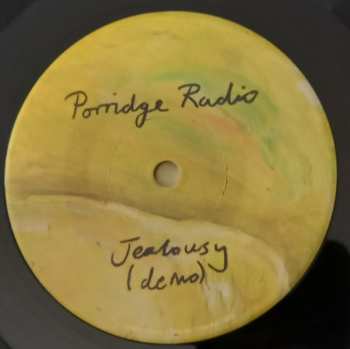 Porridge Radio
Jealousy
(demo)